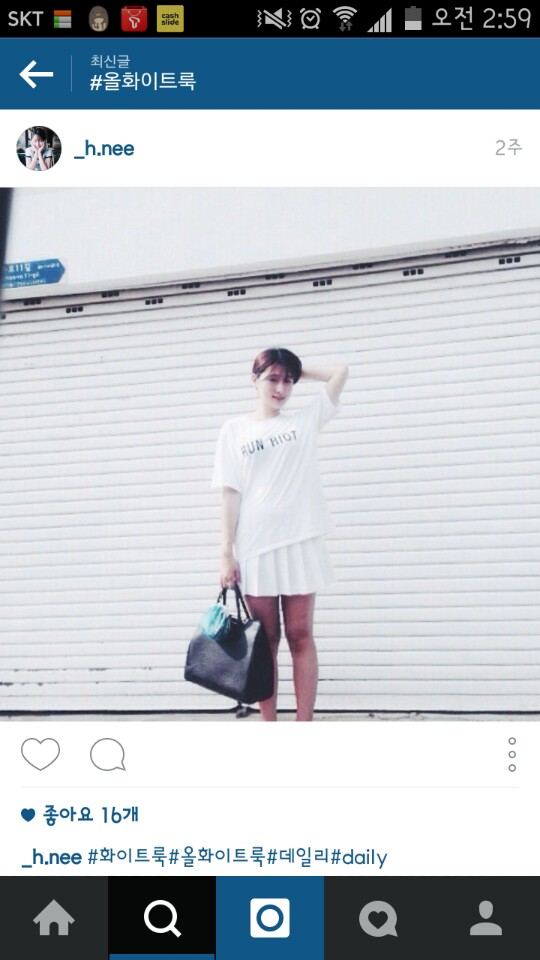 SKT
cash slide
오전 2:59
최신글
#올화이트룩
_h.nee
2주
RUN RIOT
좋아요 16개
_h.nee #화이트룩#올화이트룩#데일리#daily